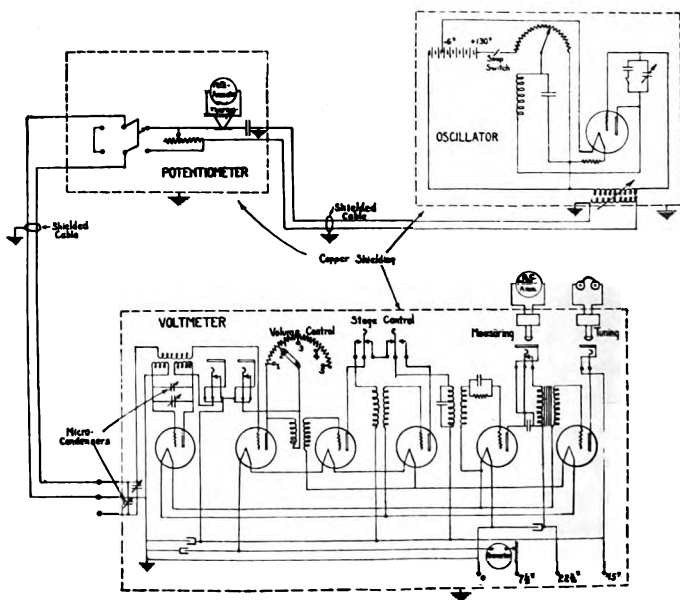 -6" +130"
Snap
Switch
OSCILLATOR
POTENTIOMETER
Shielded
Cable
Shielded
Cable
Copper Shielding
VOLTMETER
Volume Control
Stage Control
Measuring
Tuning
Micro-
Condensers
0 7½" 22½" 45"